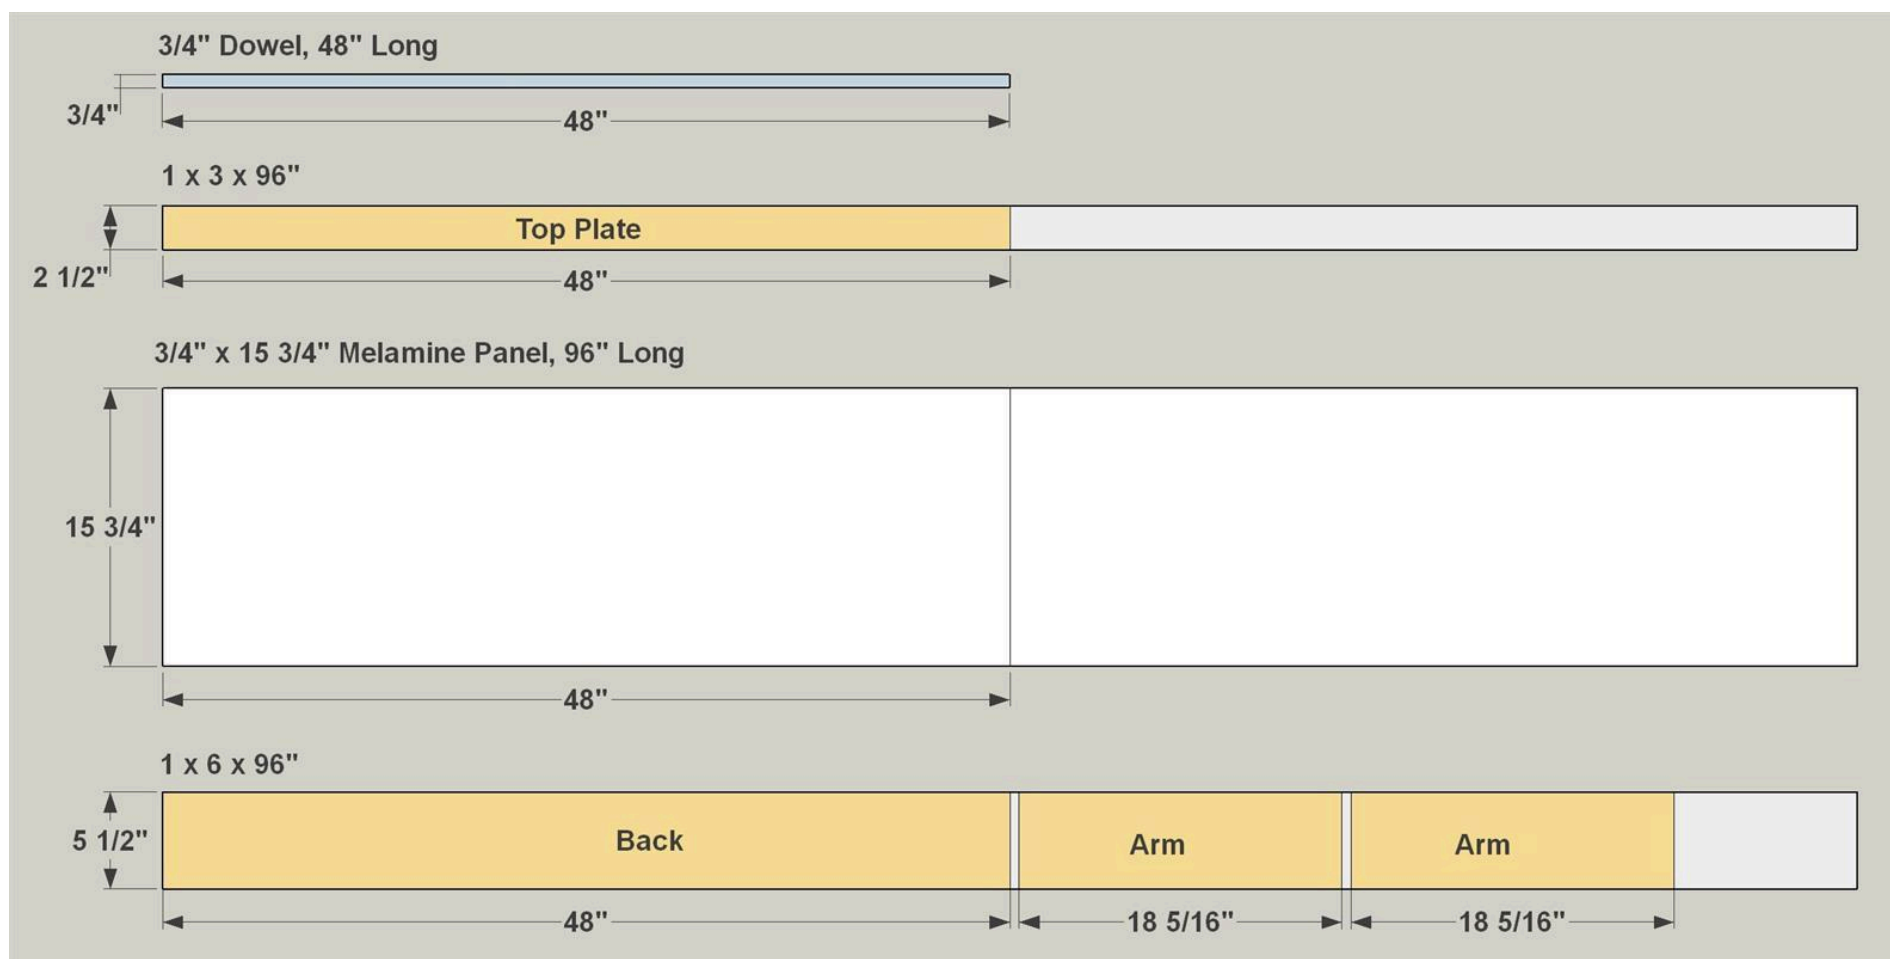 3/4" Dowel, 48" Long
3/4"
48"
1 x 3 x 96"
Top Plate
2 1/2"
48"
3/4" x 15 3/4" Melamine Panel, 96" Long
15 3/4"
48"
1 x 6 x 96"
5 1/2"
Back
Arm
Arm
48"
18 5/16"
18 5/16"